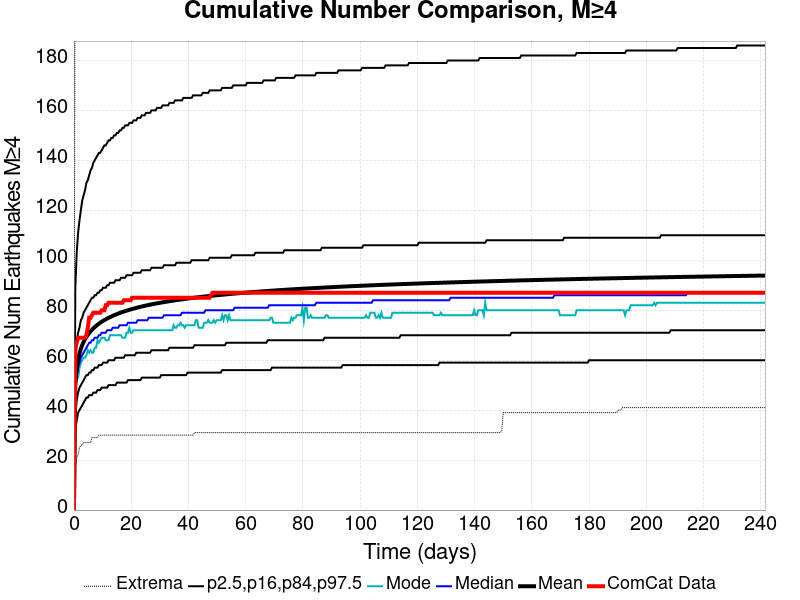 Cumulative Number Comparison, M≥4
Cumulative Num Earthquakes M≥4
180
160
140
120
100
80
60
40
20
0
0 20 40 60 80 100 120 140 160 180 200 220 240
Time (days)
Extrema p2.5,p16,p84,p97.5 Mode Median Mean ComCat Data